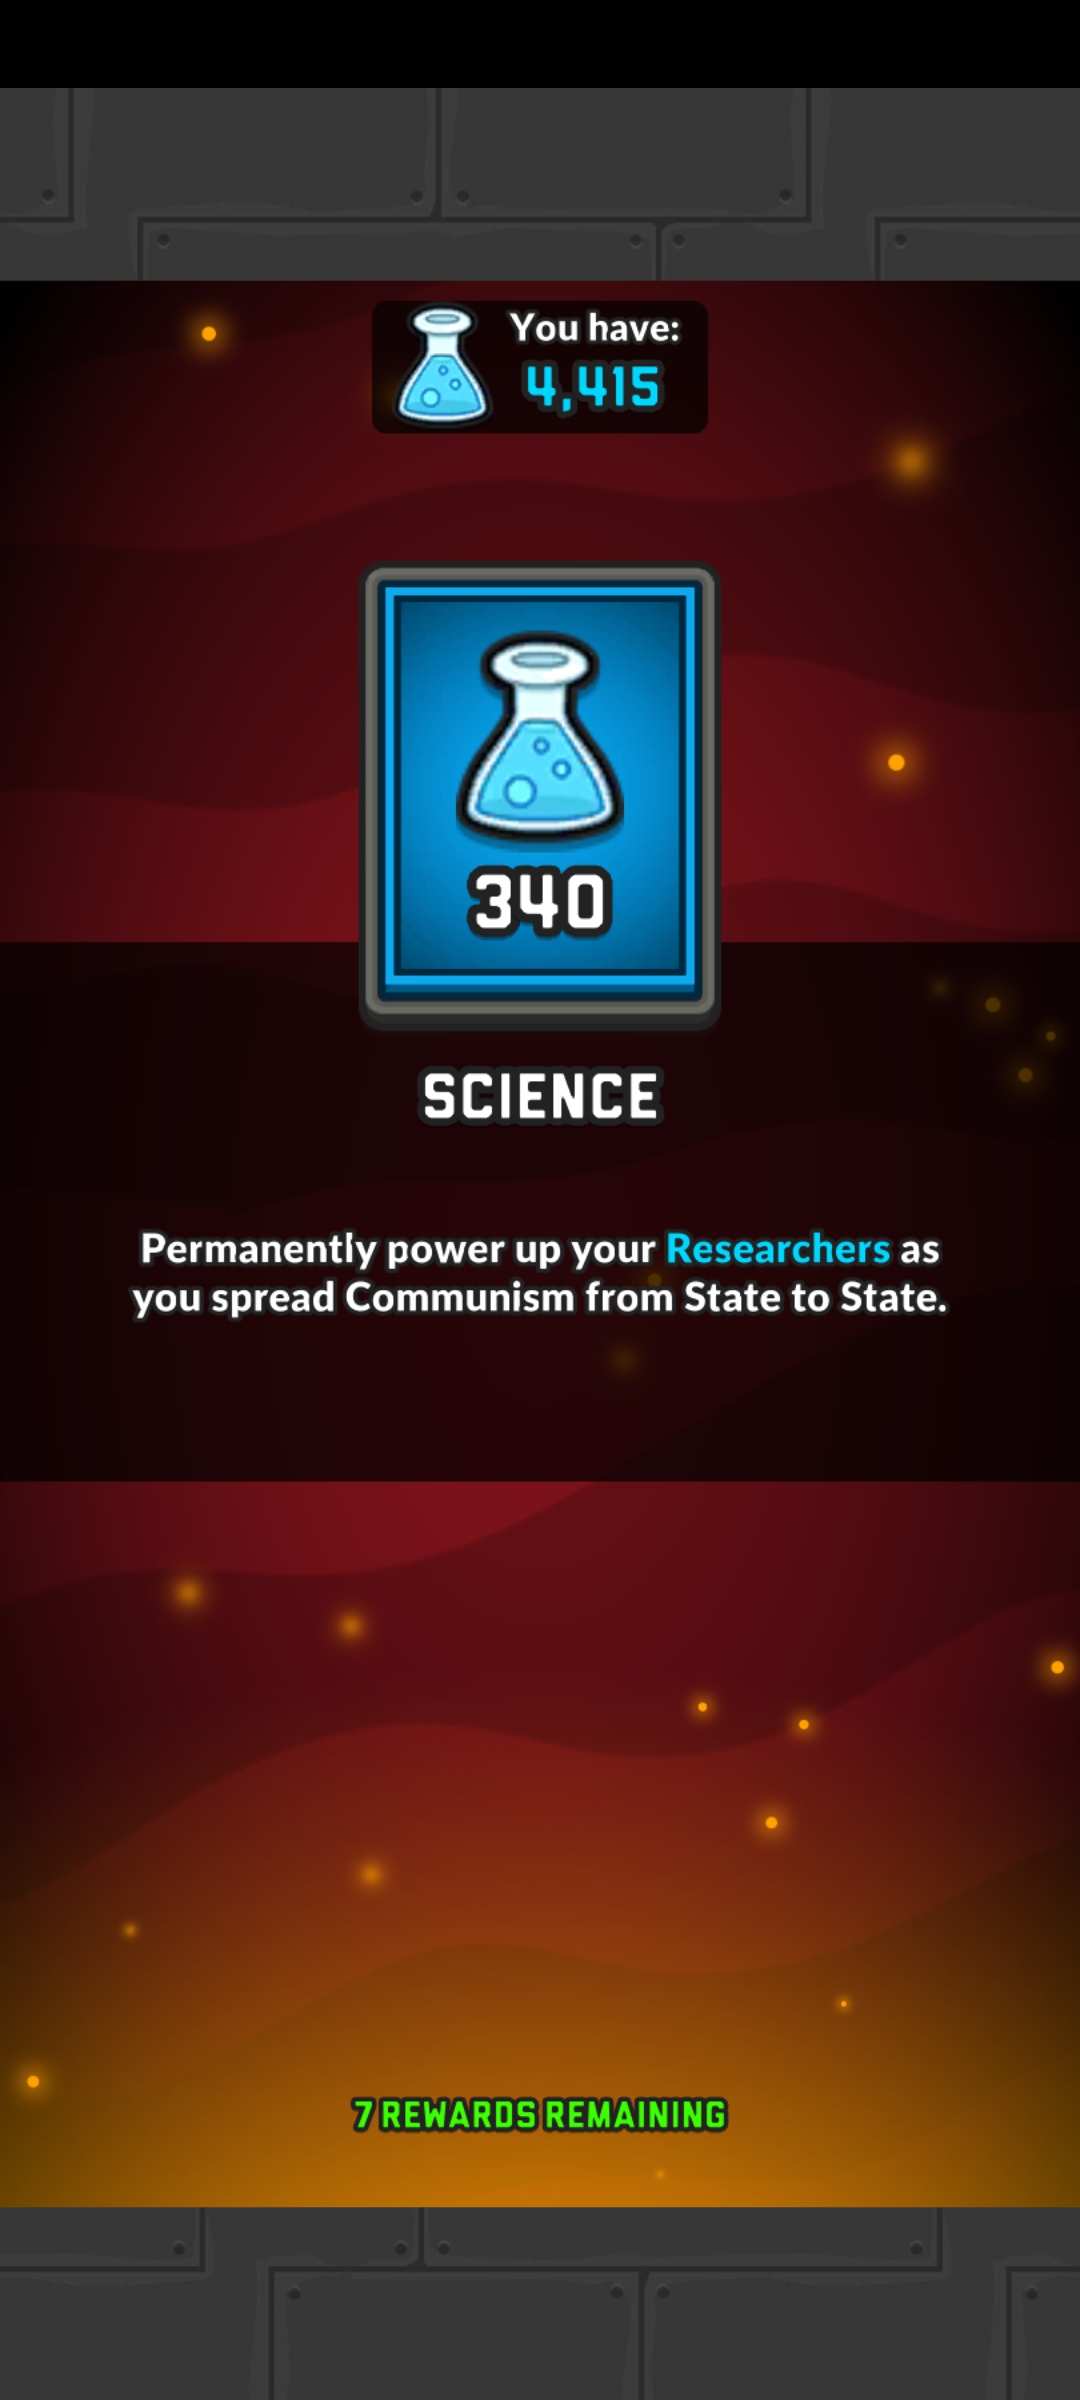 You have:
4,415
340
SCIENCE
Permanently power up your Researchers as
you spread Communism from State to State.
7 REWARDS REMAINING